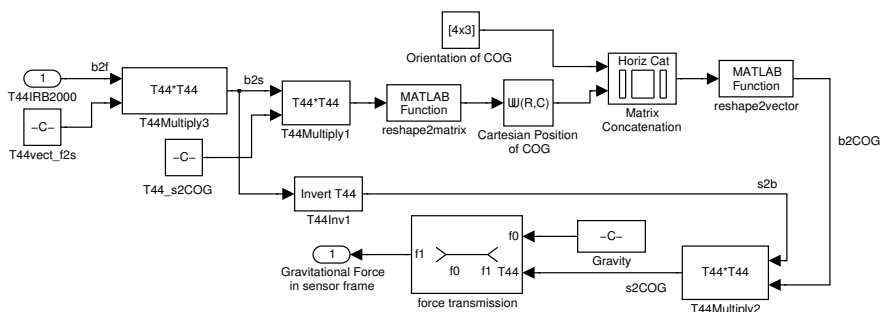 [4x3]
Orientation of COG
1
T44IRB2000
b2f
T44*T44
T44Multiply3
b2s
–C–
T44vect_f2s
T44*T44
T44Multiply1
–C–
T44_s2COG
MATLAB
Function
reshape2matrix
(R,C)
Cartesian Position
of COG
Horiz Cat
Matrix
Concatenation
MATLAB
Function
reshape2vector
b2COG
Invert T44
T44Inv1
s2b
1
Gravitational Force
in sensor frame
f1
f0
f1
f0
T44
force transmission
–C–
Gravity
s2COG
T44*T44
T44Multiply2